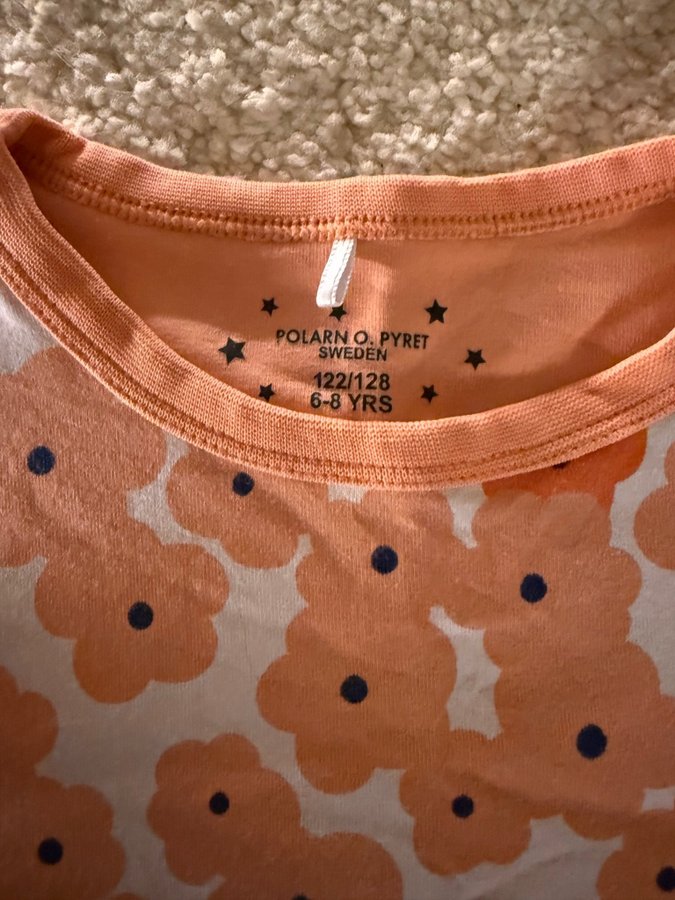 POLARN O. PYRET
SWEDEN
122/128
6-8 YRS